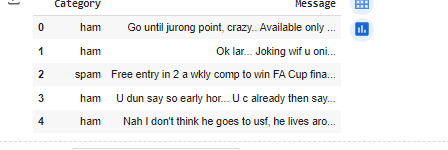 Category Message
0 ham Go until jurong point, crazy.. Available only ...
1 ham Ok lar... Joking wif u oni...
2 spam Free entry in 2 a wkly comp to win FA Cup fina...
3 ham U dun say so early hor... U c already then say...
4 ham Nah I don't think he goes to usf, he lives aro...